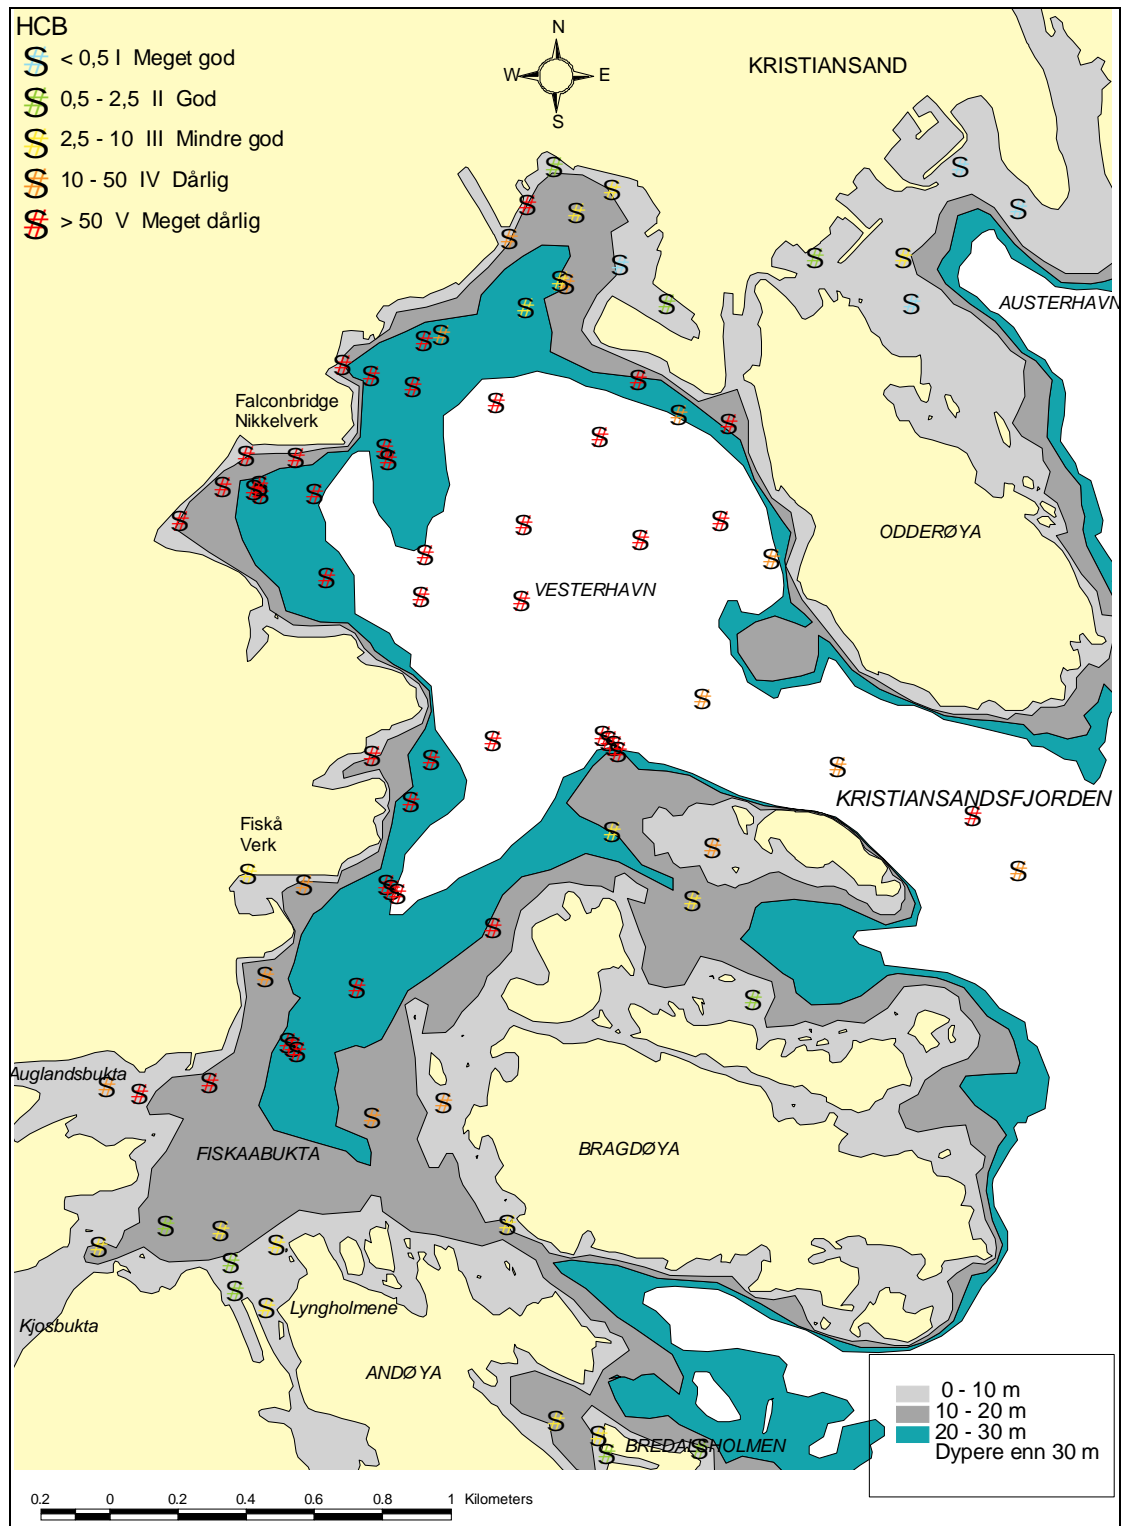 HCB
< 0,5 I Meget god
0,5 - 2,5 II God
2,5 - 10 III Mindre god
10 - 50 IV Dårlig
> 50 V Meget dårlig
N
W E
S
KRISTIANSAND
AUSTERHAVN
Falconbridge
Nikkelverk
ODDERØYA
VESTERHAVN
KRISTIANSANDSFJORDEN
Fiskå
Verk
Auglandsbukta
FISKAABUKTA
BRAGDØYA
Lyngholmene
Kjosbukta
ANDØYA
BREDALSHOLMEN
0 - 10 m
10 - 20 m
20 - 30 m
Dypere enn 30 m
0.2 0 0.2 0.4 0.6 0.8 1 Kilometers